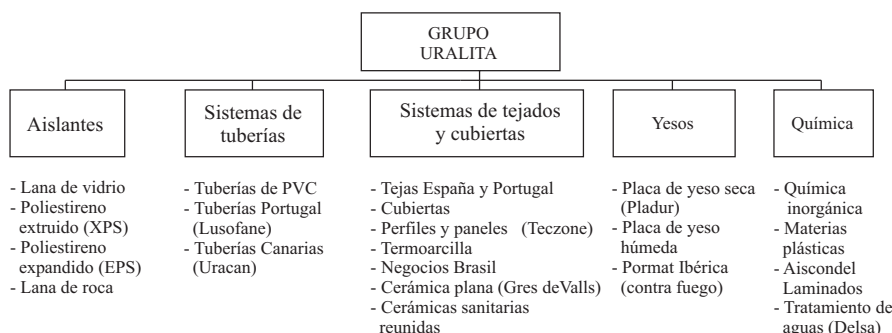 GRUPO
URALITA
Aislantes
Sistemas de
tuberías
Sistemas de tejados
y cubiertas
Yesos
Química
- Lana de vidrio
- Poliestireno
extruido (XPS)
- Poliestireno
expandido (EPS)
- Lana de roca
- Tuberías de PVC
- Tuberías Portugal
(Lusofane)
- Tuberías Canarias
(Uracan)
- Tejas España y Portugal
- Cubiertas
- Perfiles y paneles (Teczone)
- Termoarcilla
- Negocios Brasil
- Cerámica plana (Gres deValls)
- Cerámicas sanitarias
reunidas
- Placa de yeso seca
(Pladur)
- Placa de yeso
húmeda
- Pormat Ibérica
(contra fuego)
- Química
inorgánica
- Materias
plásticas
- Aiscondel
Laminados
- Tratamiento de
aguas (Delsa)